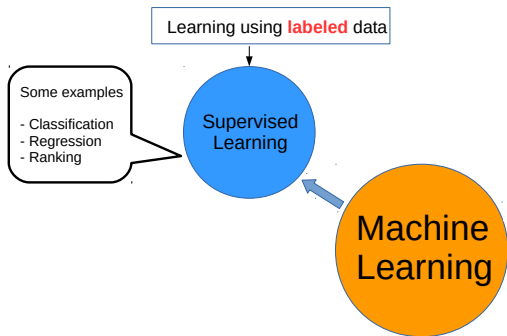 Learning using labeled data
Some examples
- Classification
- Regression
- Ranking
Supervised
Learning
Machine
Learning